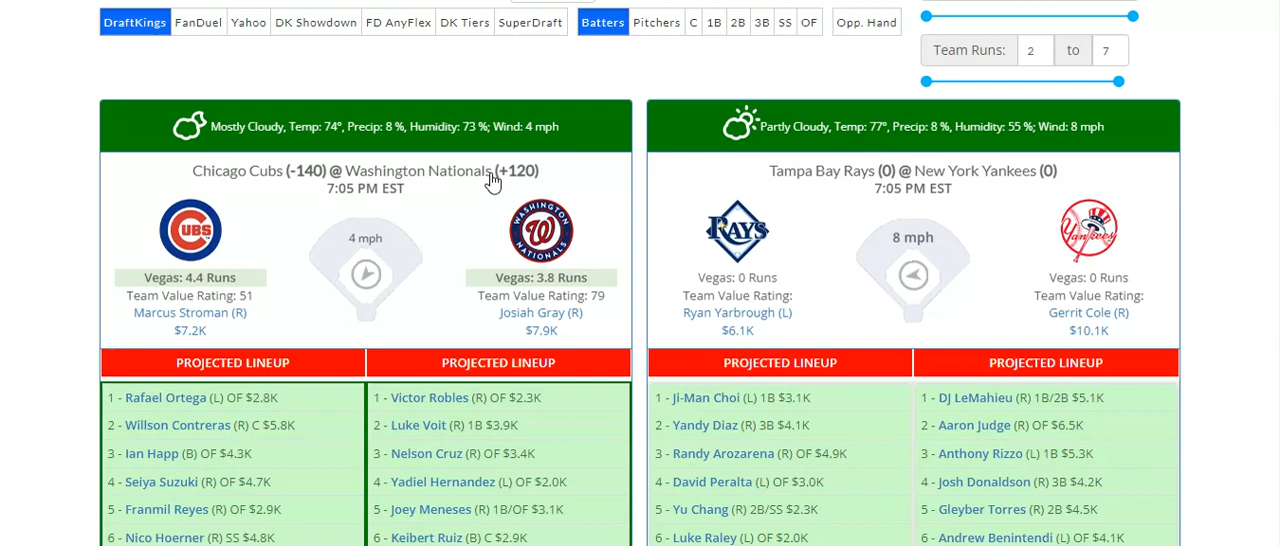 DraftKings FanDuel Yahoo DK Showdown FD AnyFlex DK Tiers SuperDraft Batters Pitchers C 1B 2B 3B SS OF Opp. Hand
Team Runs: 2 to 7
Mostly Cloudy, Temp: 74°, Precip: 8 %, Humidity: 73 %; Wind: 4 mph
Chicago Cubs (-140) @ Washington Nationals (+120)
7:05 PM EST
CUBS
WASHINGTON NATIONALS W
4 mph
Vegas: 4.4 Runs
Team Value Rating: 51
Marcus Stroman (R)
$7.2K
Vegas: 3.8 Runs
Team Value Rating: 79
Josiah Gray (R)
$7.9K
PROJECTED LINEUP
1 - Rafael Ortega (L) OF $2.8K
2 - Willson Contreras (R) C $5.8K
3 - Ian Happ (B) OF $4.3K
4 - Seiya Suzuki (R) OF $4.7K
5 - Franmil Reyes (R) OF $2.9K
6 - Nico Hoerner (R) SS $4.8K
PROJECTED LINEUP
1 - Victor Robles (R) OF $2.3K
2 - Luke Voit (R) 1B $3.9K
3 - Nelson Cruz (R) OF $3.4K
4 - Yadiel Hernandez (L) OF $2.0K
5 - Joey Meneses (R) 1B/OF $3.1K
6 - Keibert Ruiz (B) C $2.9K
Partly Cloudy, Temp: 77°, Precip: 8 %, Humidity: 55 %; Wind: 8 mph
Tampa Bay Rays (0) @ New York Yankees (0)
7:05 PM EST
RAYS
Yankees
8 mph
Vegas: 0 Runs
Team Value Rating:
Ryan Yarbrough (L)
$6.1K
Vegas: 0 Runs
Team Value Rating:
Gerrit Cole (R)
$10.1K
PROJECTED LINEUP
1 - Ji-Man Choi (L) 1B $3.1K
2 - Yandy Diaz (R) 3B $4.1K
3 - Randy Arozarena (R) OF $4.9K
4 - David Peralta (L) OF $3.0K
5 - Yu Chang (R) 2B/SS $2.3K
6 - Luke Raley (L) OF $2.0K
PROJECTED LINEUP
1 - DJ LeMahieu (R) 1B/2B $5.1K
2 - Aaron Judge (R) OF $6.5K
3 - Anthony Rizzo (L) 1B $5.3K
4 - Josh Donaldson (R) 3B $4.2K
5 - Gleyber Torres (R) 2B $4.5K
6 - Andrew Benintendi (L) OF $4.1K